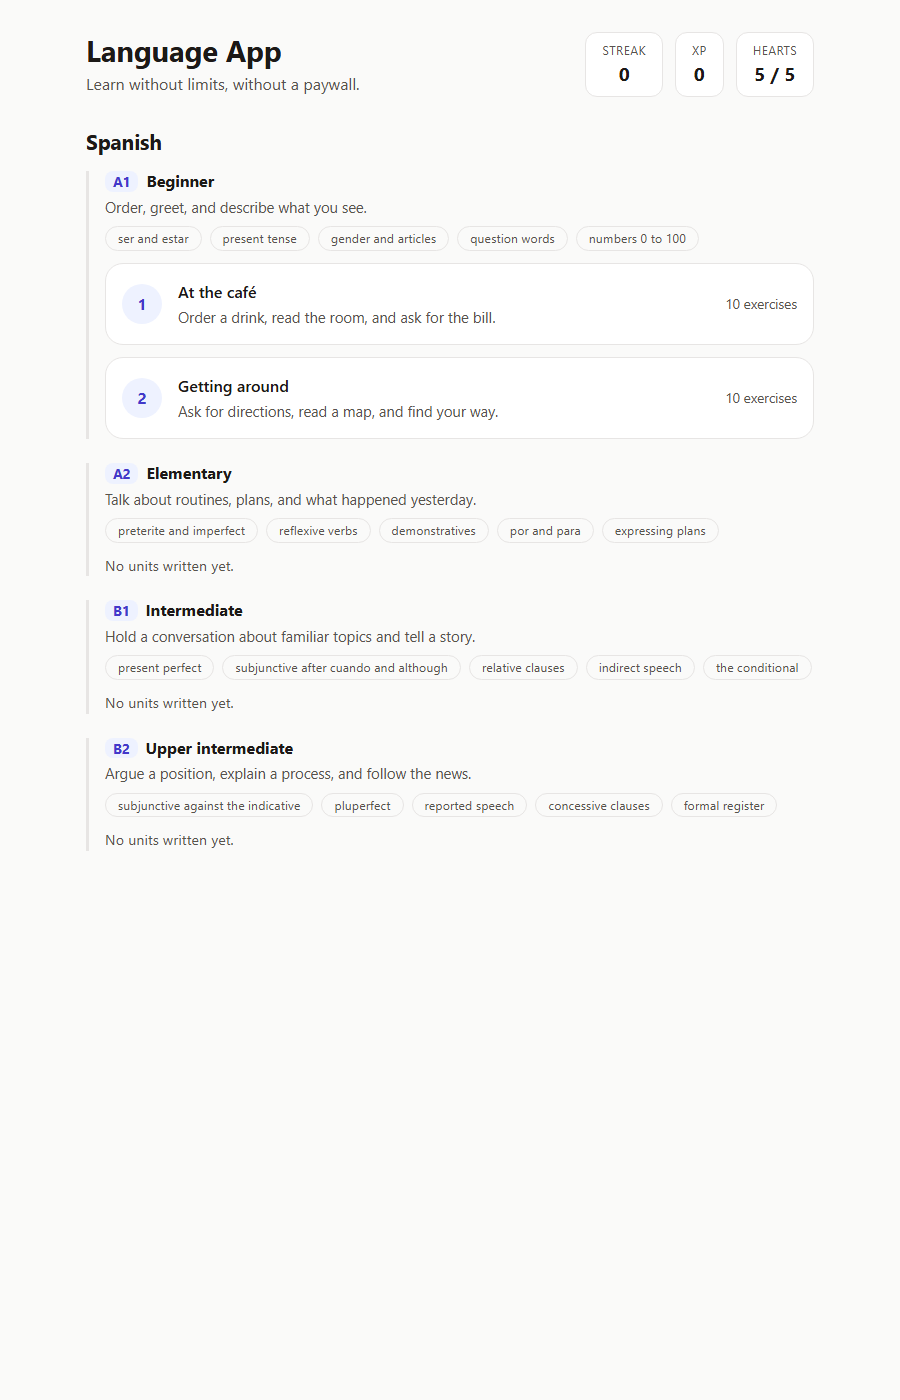 Language App
Learn without limits, without a paywall.
STREAK
0
XP
0
HEARTS
5 / 5
Spanish
A1 Beginner
Order, greet, and describe what you see.
ser and estar present tense gender and articles question words numbers 0 to 100
1
At the café
Order a drink, read the room, and ask for the bill.
10 exercises
2
Getting around
Ask for directions, read a map, and find your way.
10 exercises
A2 Elementary
Talk about routines, plans, and what happened yesterday.
preterite and imperfect reflexive verbs demonstratives por and para expressing plans
No units written yet.
B1 Intermediate
Hold a conversation about familiar topics and tell a story.
present perfect subjunctive after cuando and although relative clauses indirect speech the conditional
No units written yet.
B2 Upper intermediate
Argue a position, explain a process, and follow the news.
subjunctive against the indicative pluperfect reported speech concessive clauses formal register
No units written yet.